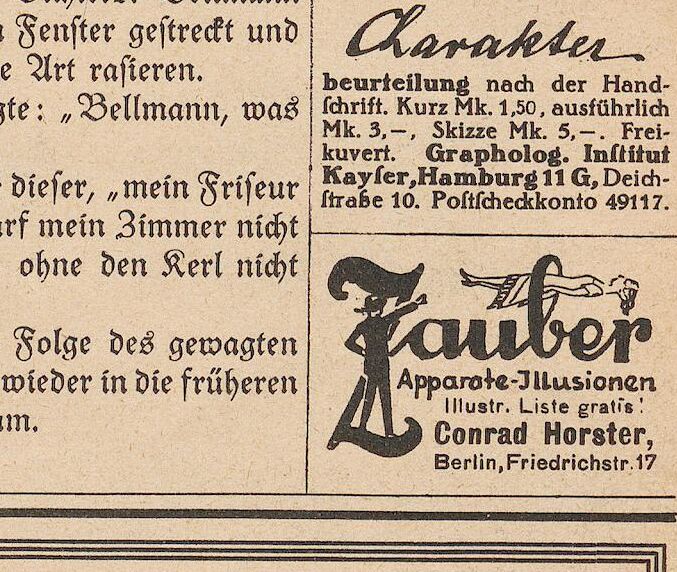 Fenster gestreckt und
e Art rasieren.
gte: „Bellmann, was
dieser, „mein Friseur
rf mein Zimmer nicht
ohne den Kerl nicht
Folge des gewagten
wieder in die früheren
um.
Charakter
beurteilung nach der Hand-
ſchrift. Kurz Mk. 1,50, ausführlich
Mk. 3,–, Skizze Mk. 5,–. Frei-
kuvert. Grapholog. Inſtitut
Kayſer, Hamburg 11 G, Deich-
ſtraße 10. Poſtſcheckkonto 49117.
Zauber
Apparate-Illusionen
Illustr. Liste gratis!
Conrad Horster,
Berlin, Friedrichstr. 17